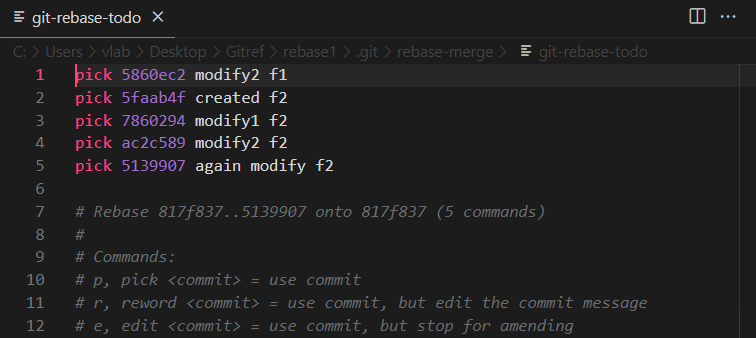 git-rebase-todo
C: > Users > vlab > Desktop > Gitref > rebase1 > .git > rebase-merge > git-rebase-todo
1 pick 5860ec2 modify2 f1
2 pick 5faab4f created f2
3 pick 7860294 modify1 f2
4 pick ac2c589 modify2 f2
5 pick 5139907 again modify f2
6
7 # Rebase 817f837..5139907 onto 817f837 (5 commands)
8 #
9 # Commands:
10 # p, pick <commit> = use commit
11 # r, reword <commit> = use commit, but edit the commit message
12 # e, edit <commit> = use commit, but stop for amending